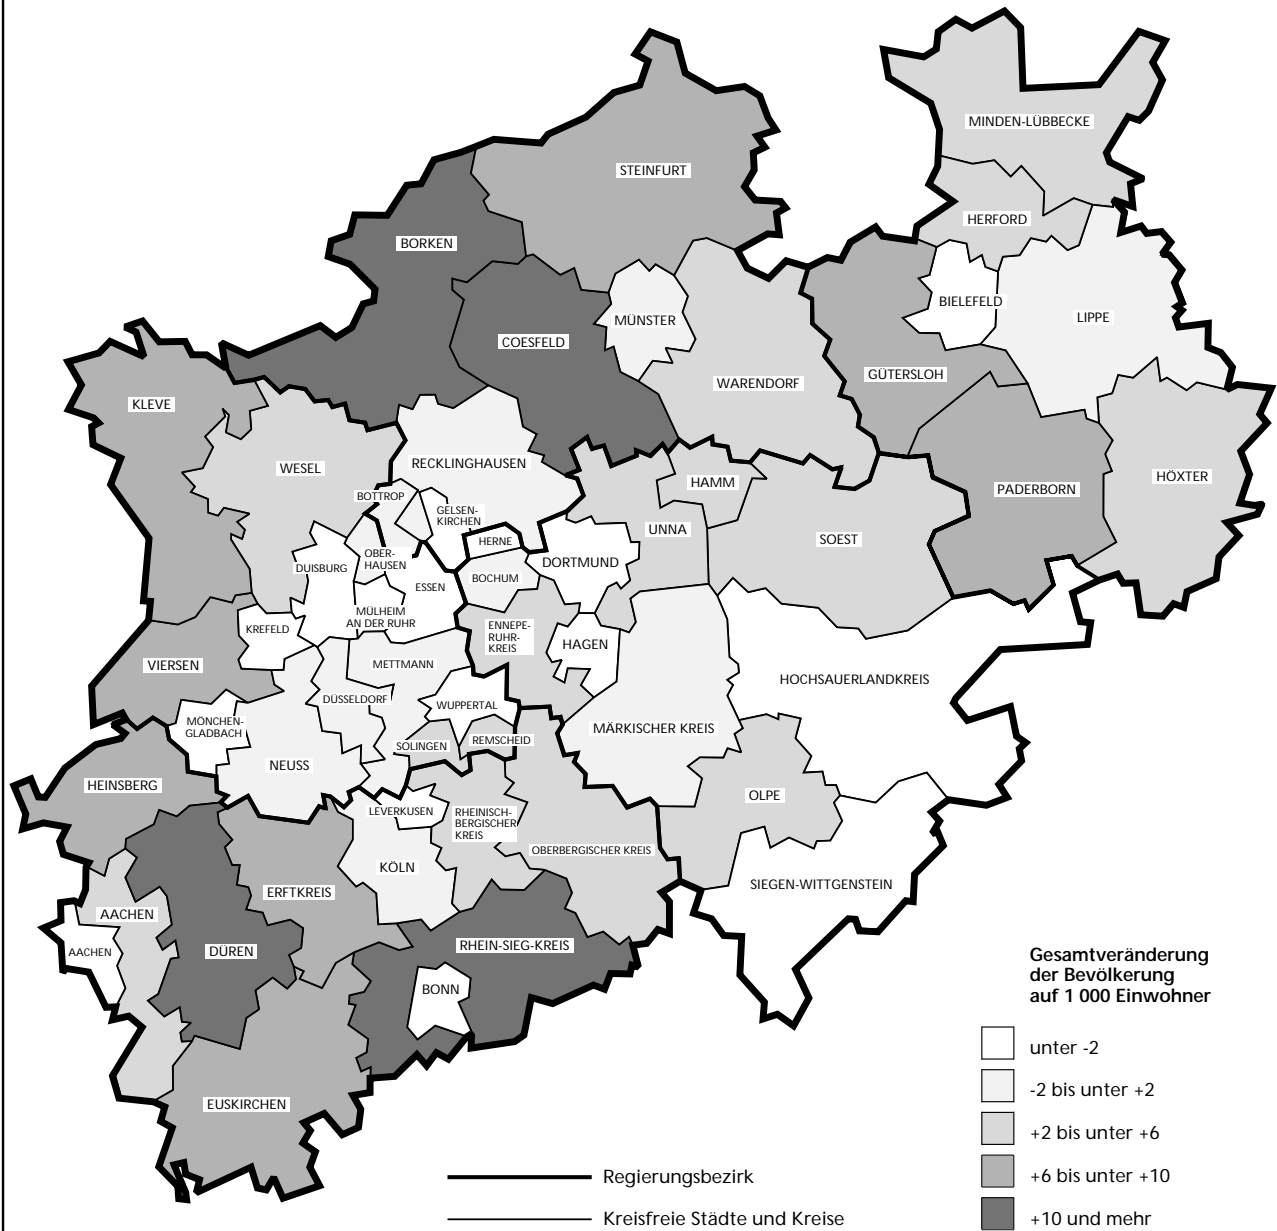 MINDEN-LÜBBECKE
STEINFURT
HERFORD
BORKEN
BIELEFELD
LIPPE
MÜNSTER
COESFELD
GÜTERSLOH
WARENDORF
KLEVE
RECKLINGHAUSEN
WESEL
HÖXTER
HAMM
PADERBORN
BOTTROP
GELSEN-
KIRCHEN
UNNA
SOEST
HERNE
OBER-
HAUSEN
DORTMUND
DUISBURG
BOCHUM
ESSEN
MÜLHEIM
AN DER RUHR
KREFELD
ENNEPE-
RUHR-
KREIS
HAGEN
VIERSEN
METTMANN
HOCHSAUERLANDKREIS
DÜSSELDORF
WUPPERTAL
MÖNCHEN-
GLADBACH
MÄRKISCHER KREIS
REMSCHEID
SOLINGEN
NEUSS
HEINSBERG
OLPE
LEVERKUSEN
RHEINISCH-
BERGISCHER
KREIS
OBERBERGISCHER KREIS
KÖLN
SIEGEN-WITTGENSTEIN
ERFTKREIS
AACHEN
RHEIN-SIEG-KREIS
AACHEN
DÜREN
BONN
EUSKIRCHEN
Gesamtveränderung
der Bevölkerung
auf 1 000 Einwohner
unter -2
-2 bis unter +2
+2 bis unter +6
+6 bis unter +10
+10 und mehr
Regierungsbezirk
Kreisfreie Städte und Kreise